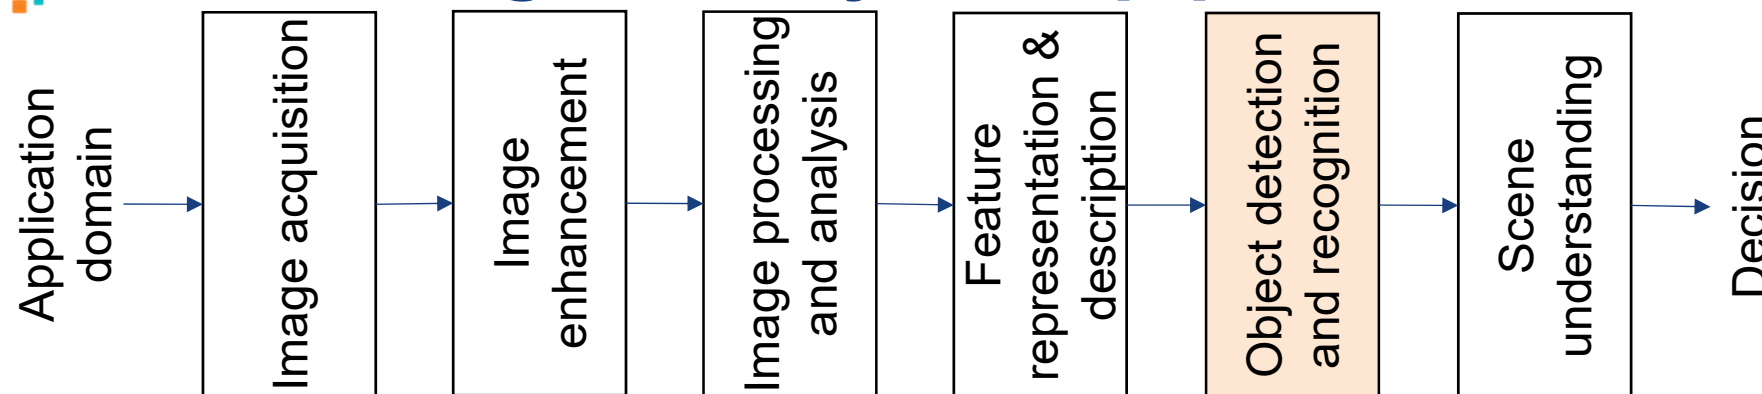 Application
domain
Image acquisition
Image
enhancement
Image processing
and analysis
Feature
representation &
description
Object detection
and recognition
Scene
understanding
Decision